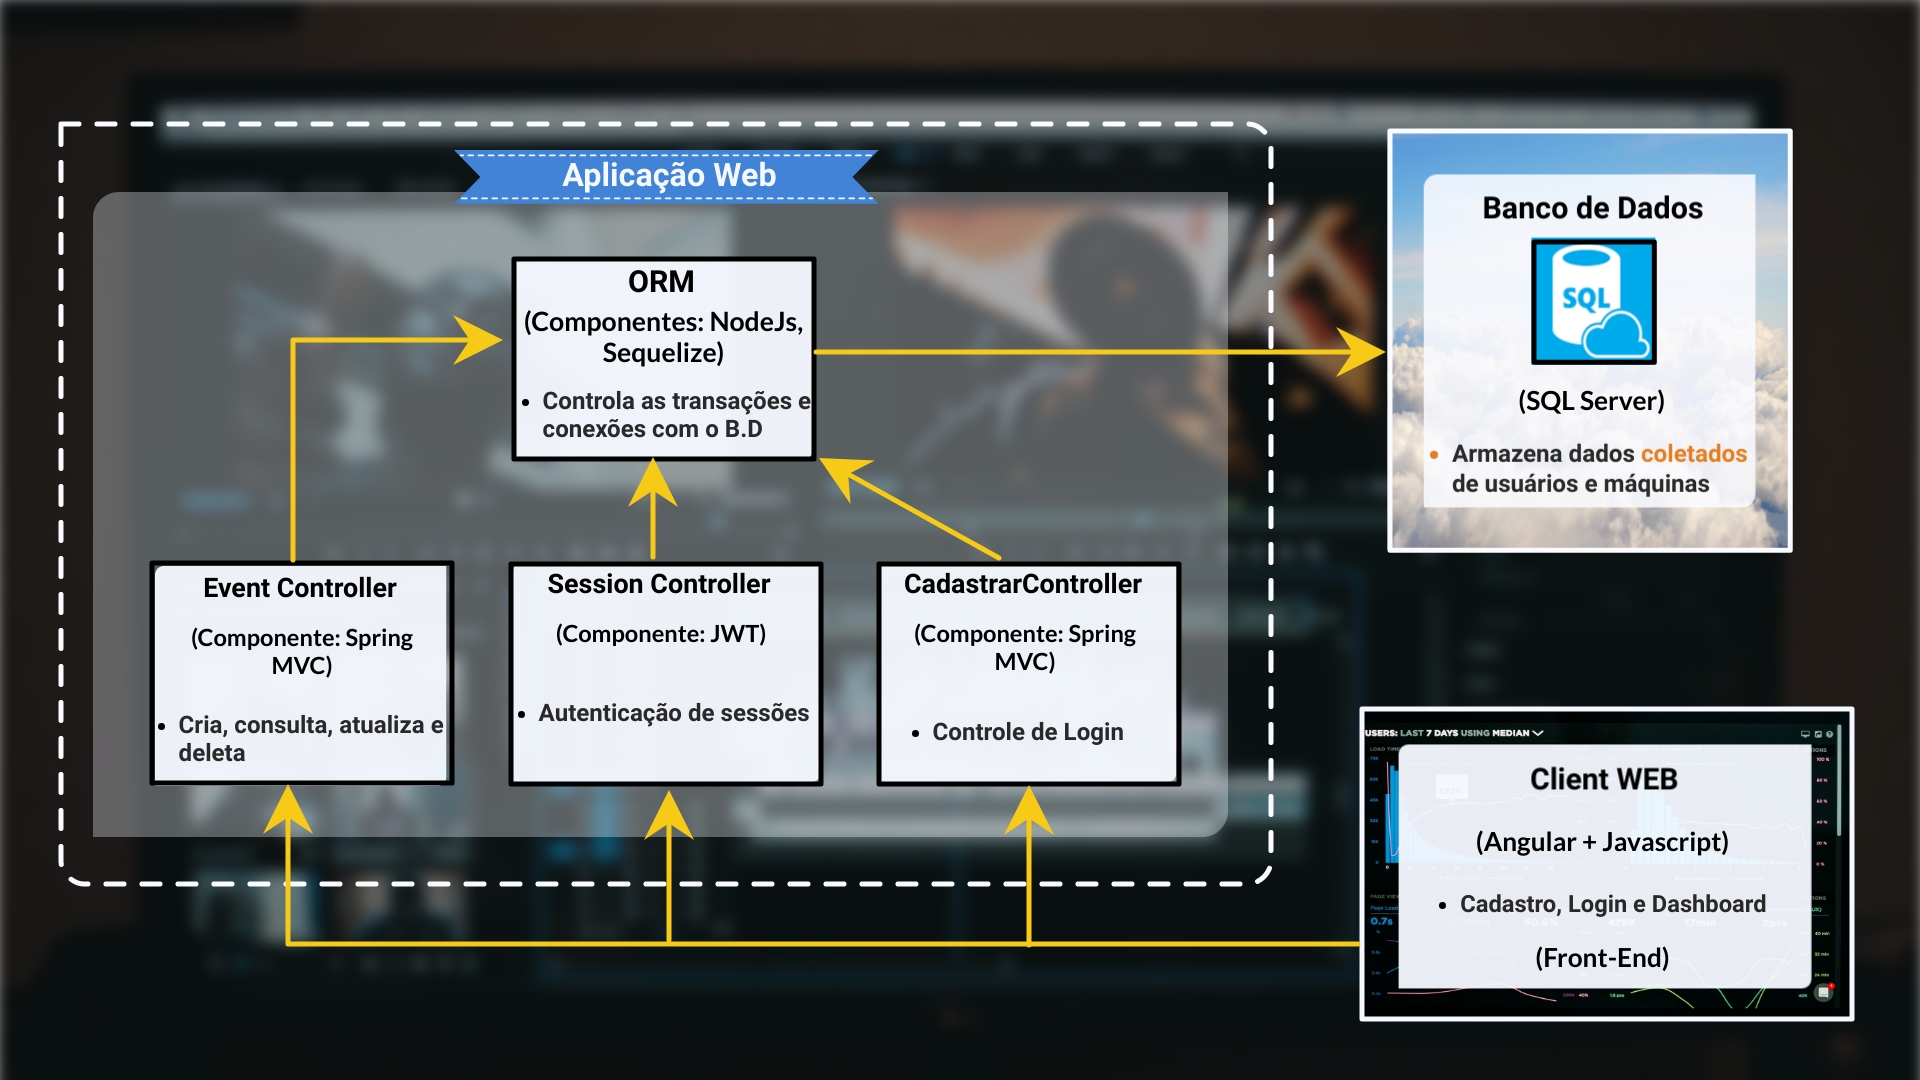 Aplicação Web
ORM
(Componentes: NodeJs,
Sequelize)
• Controla as transações e
conexões com o B.D
Event Controller
(Componente: Spring
MVC)
• Cria, consulta, atualiza e
deleta
Session Controller
(Componente: JWT)
• Autenticação de sessões
CadastrarController
(Componente: Spring
MVC)
• Controle de Login
Banco de Dados
SQL
(SQL Server)
• Armazena dados coletados
de usuários e máquinas
USERS: LAST 7 DAYS USING MEDIAN
Client WEB
(Angular + Javascript)
• Cadastro, Login e Dashboard
(Front-End)
0.7s